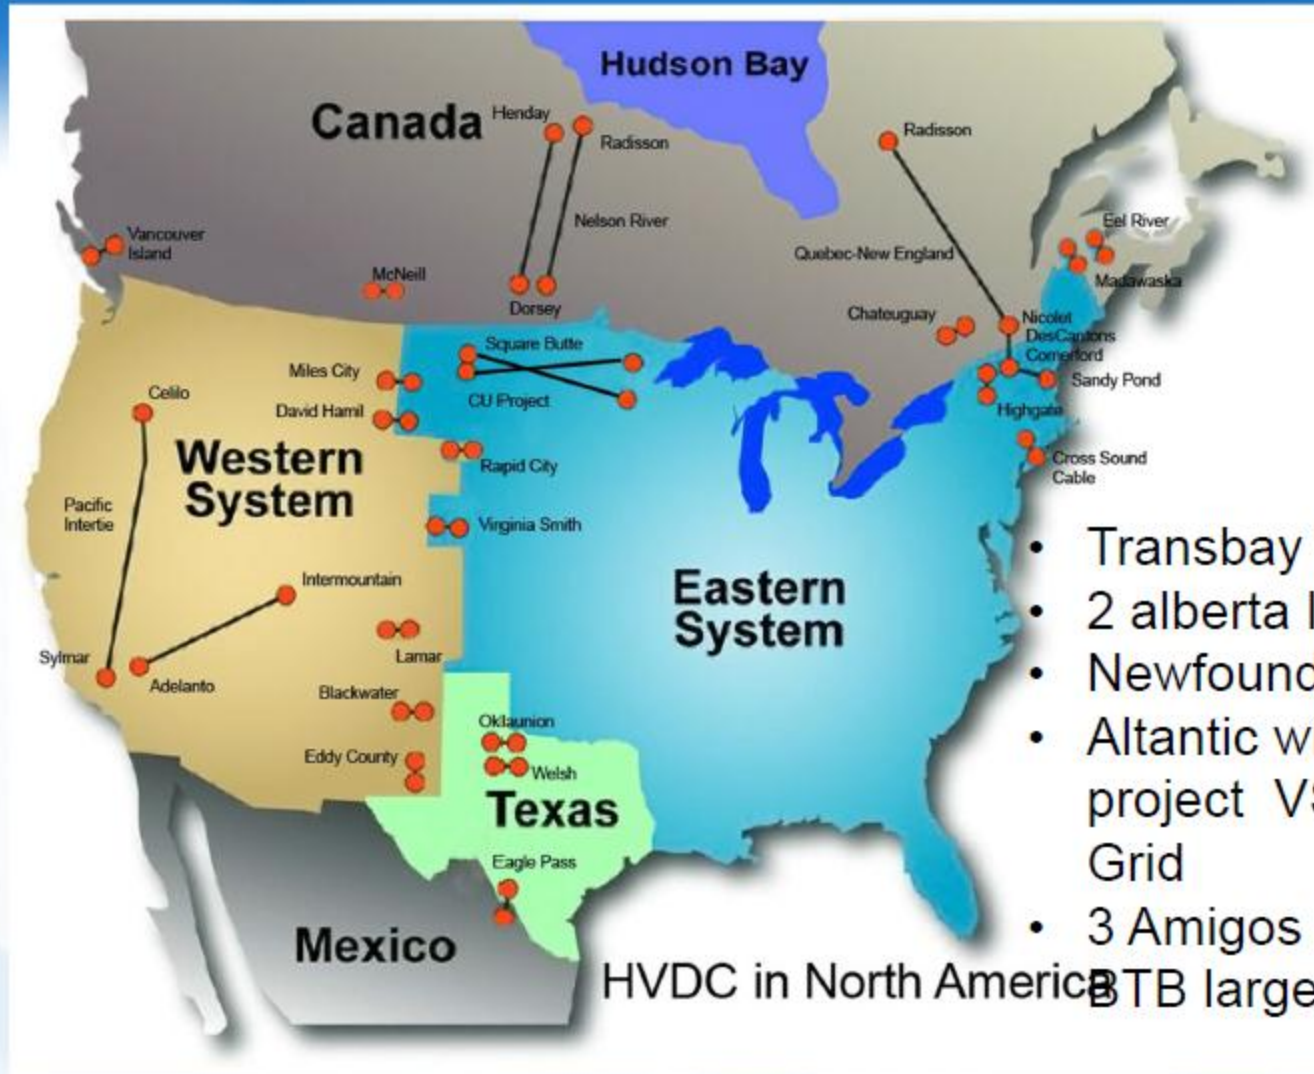 Hudson Bay
Canada
Henday
Radisson
Radisson
Nelson River
Eel River
Vancouver
Island
Quebec-New England
McNeill
Madawaska
Dorsey
Chateuguay
Nicolet
DesCantons
Comerford
Square Butte
Miles City
Sandy Pond
Celilo
CU Project
David Hamil
Highgate
Western
System
Rapid City
Cross Sound
Cable
Pacific
Intertie
Virginia Smith
Intermountain
Eastern
System
Sylmar
Lamar
Adelanto
Blackwater
Oklaunion
Eddy County
Welsh
Texas
Eagle Pass
Mexico
HVDC in North America
• Transbay
• 2 alberta
• Newfound
• Altantic w
project VS
Grid
• 3 Amigos
BTB large